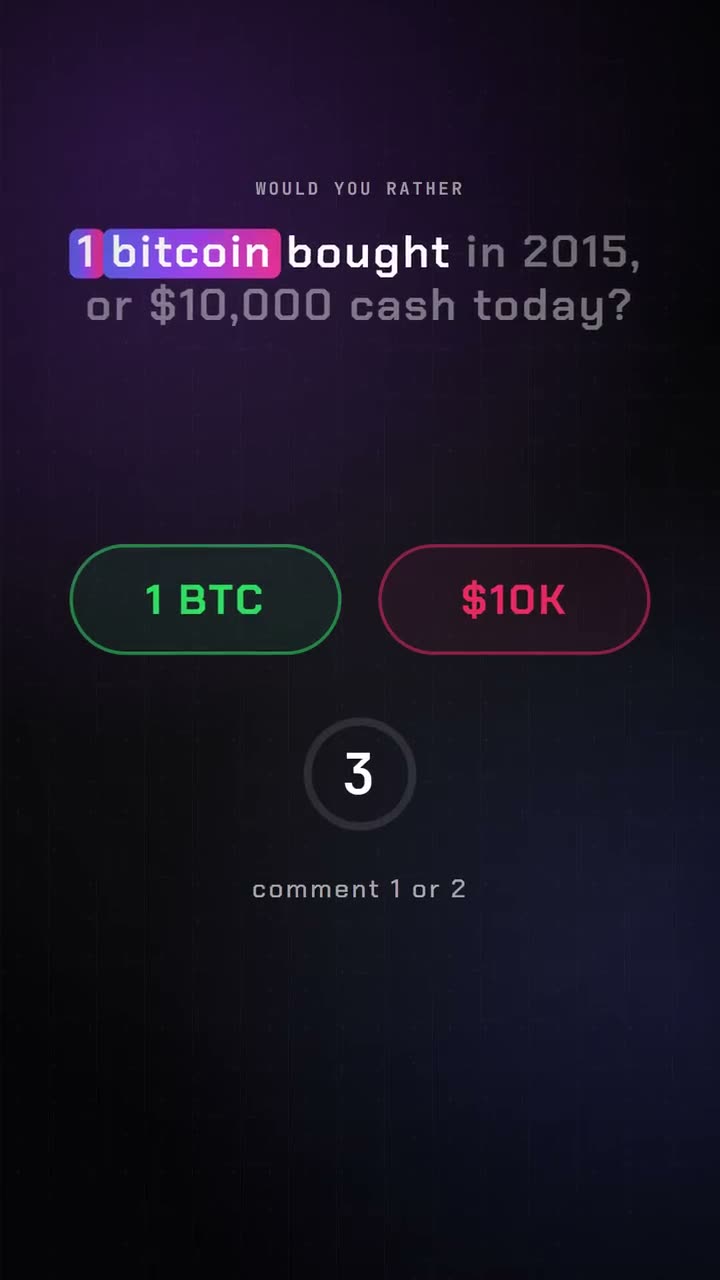 WOULD YOU RATHER
1 bitcoin bought in 2015,
or $10,000 cash today?
1 BTC
$10K
3
comment 1 or 2